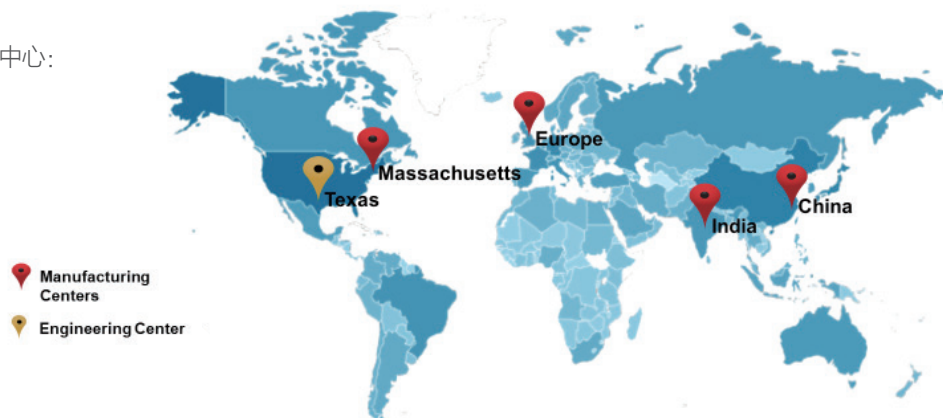 中心:
Europe
Massachusetts
Texas
China
India
Manufacturing
Centers
Engineering Center